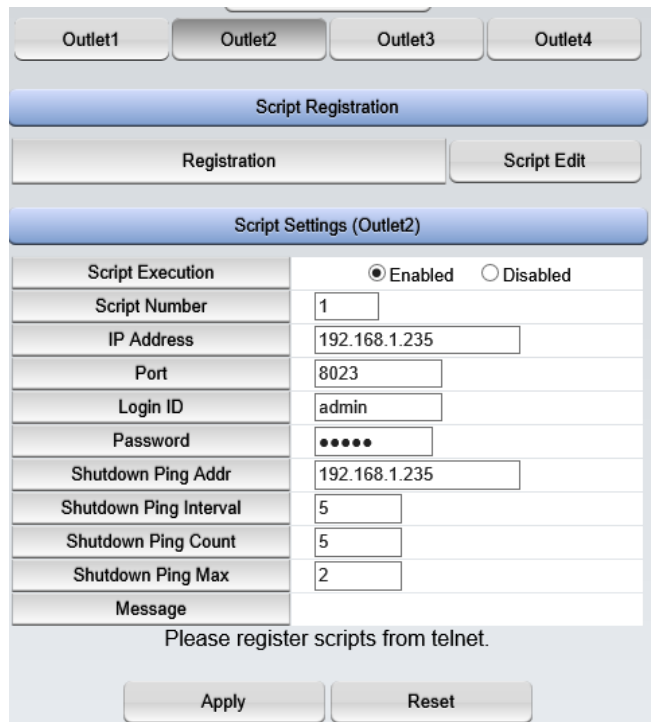 Outlet1 Outlet2 Outlet3 Outlet4
Script Registration
Registration Script Edit
Script Settings (Outlet2)
Script Execution Enabled Disabled
Script Number 1
IP Address 192.168.1.235
Port 8023
Login ID admin
Password •••••
Shutdown Ping Addr 192.168.1.235
Shutdown Ping Interval 5
Shutdown Ping Count 5
Shutdown Ping Max 2
Message
Please register scripts from telnet.
Apply Reset